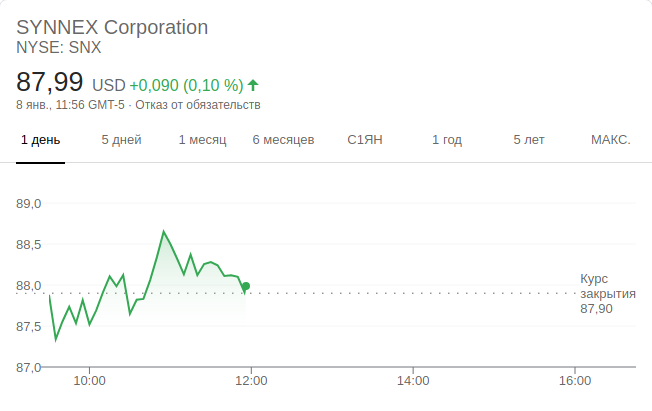 SYNNEX Corporation
NYSE: SNX
87,99 USD +0,090 (0,10 %)
8 янв., 11:56 GMT-5 · Отказ от обязательств
1 день 5 дней 1 месяц 6 месяцев С1ЯН 1 год 5 лет МАКС.
89,0
88,5
88,0
87,5
87,0
Курс
закрытия
87,90
10:00 12:00 14:00 16:00